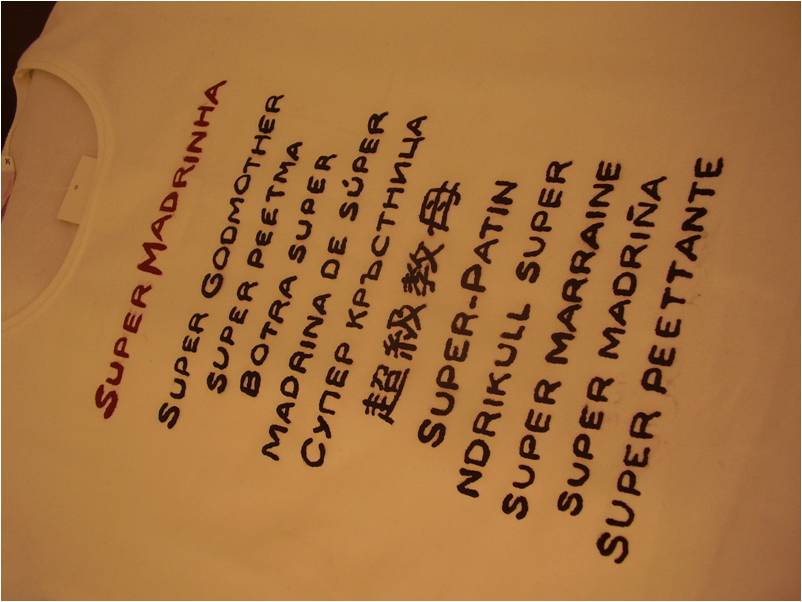 SUPER MADRINHA
SUPER GODMOTHER
SUPER PEETMA
BOTRA SUPER
MADRINA DE SÚPER
СУПЕР КРЪСТНИЦА
超級教母
SUPER-PATIN
NDRIKULL SUPER
SUPER MARRAINE
SUPER MADRIÑA
SUPER PEETTANTE